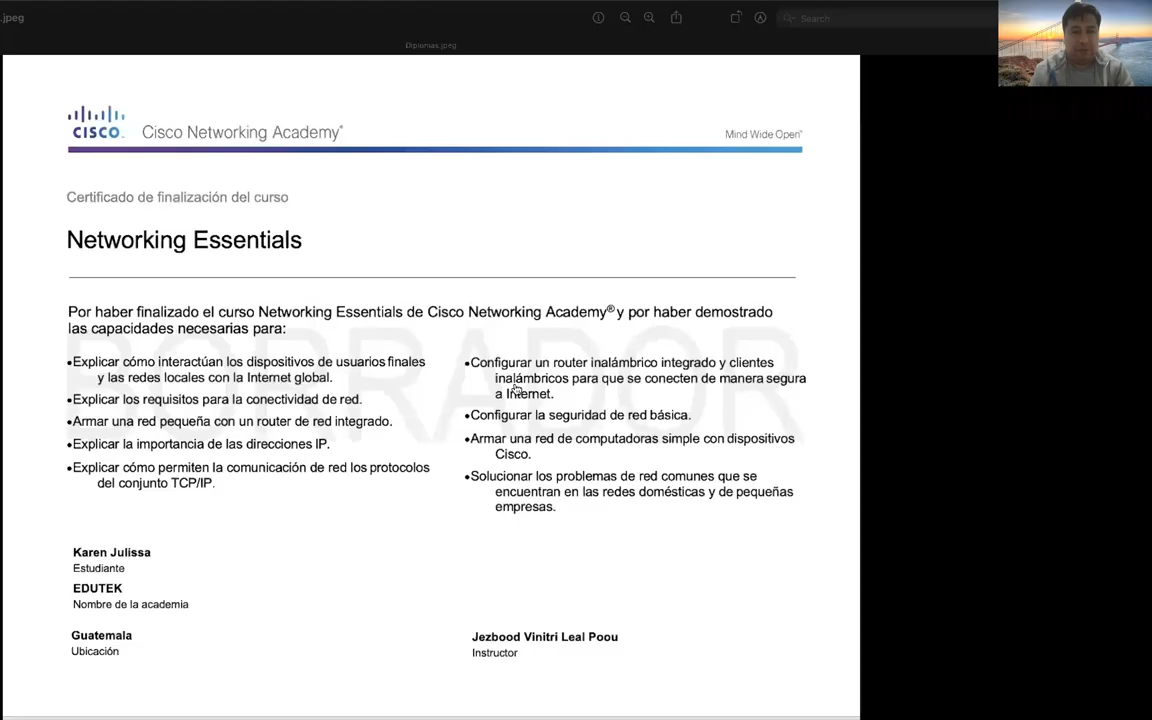 .jpeg
Search
Diplomas.jpeg
CISCO
Cisco Networking Academy®
Mind Wide Open®
Certificado de finalización del curso
Networking Essentials
Por haber finalizado el curso Networking Essentials de Cisco Networking Academy® y por haber demostrado
las capacidades necesarias para:
BORRADOR
•Explicar cómo interactúan los dispositivos de usuarios finales
y las redes locales con la Internet global.
•Explicar los requisitos para la conectividad de red.
•Armar una red pequeña con un router de red integrado.
•Explicar la importancia de las direcciones IP.
•Explicar cómo permiten la comunicación de red los protocolos
del conjunto TCP/IP.
•Configurar un router inalámbrico integrado y clientes
inalámbricos para que se conecten de manera segura
a Internet.
•Configurar la seguridad de red básica.
•Armar una red de computadoras simple con dispositivos
Cisco.
•Solucionar los problemas de red comunes que se
encuentran en las redes domésticas y de pequeñas
empresas.
Karen Julissa
Estudiante
EDUTEK
Nombre de la academia
Guatemala
Ubicación
Jezbood Vinitri Leal Poou
Instructor